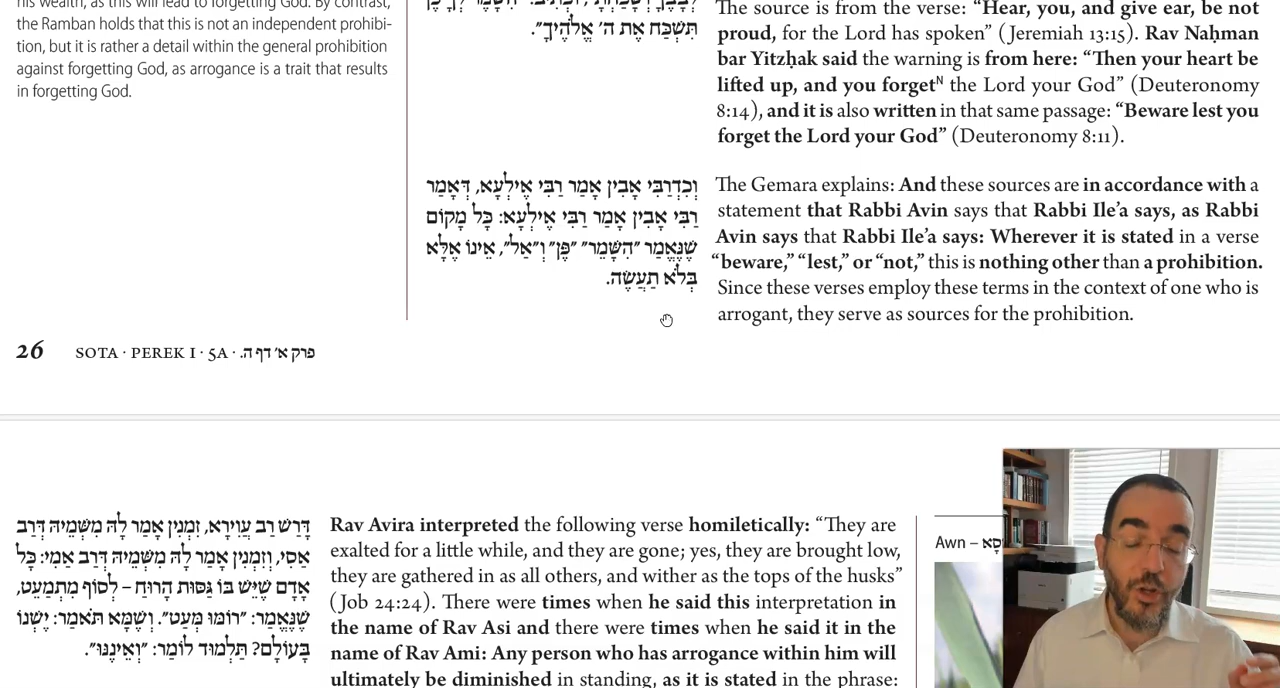 his wealth, as this will lead to forgetting God. By contrast,
the Ramban holds that this is not an independent prohibi-
tion, but it is rather a detail within the general prohibition
against forgetting God, as arrogance is a trait that results
in forgetting God.
תִּשְׁכַּח אֶת ה׳ אֱלֹהֶיךָ״.
The source is from the verse: “Hear, you, and give ear, be not
proud, for the Lord has spoken” (Jeremiah 13:15). Rav Naḥman
bar Yitzḥak said the warning is from here: “Then your heart be
lifted up, and you forgetᴺ the Lord your God” (Deuteronomy
8:14), and it is also written in that same passage: “Beware lest you
forget the Lord your God” (Deuteronomy 8:11).
וְכִדְרַבִּי אָבִין אָמַר רַבִּי אִילְעָא, דְּאָמַר
רַבִּי אָבִין אָמַר רַבִּי אִילְעָא: כָּל מָקוֹם
שֶׁנֶּאֱמַר ״הִשָּׁמֵר״ ״פֶּן״ וְ״אַל״, אֵינוֹ אֶלָּא
בְּלֹא תַעֲשֶׂה.
The Gemara explains: And these sources are in accordance with a
statement that Rabbi Avin says that Rabbi Ile’a says, as Rabbi
Avin says that Rabbi Ile’a says: Wherever it is stated in a verse
“beware,” “lest,” or “not,” this is nothing other than a prohibition.
Since these verses employ these terms in the context of one who is
arrogant, they serve as sources for the prohibition.
26 SOTA · PEREK I · 5A · פרק א׳ דף ה.
דָּרַשׁ רַב עֲוִירָא, זִמְנִין אָמַר לָהּ מִשְּׁמֵיהּ דְּרַב
אַסִי, וְזִמְנִין אָמַר לָהּ מִשְּׁמֵיהּ דְּרַב אַמִי: כָּל
אָדָם שֶׁיֵּשׁ בּוֹ גַּסּוּת הָרוּחַ – לְסוֹף מִתְמַעֵט,
שֶׁנֶּאֱמַר: ״רוֹמּוּ מְּעַט״. וְשֶׁמָּא תֹּאמַר: יֶשְׁנוֹ
בָּעוֹלָם? תַּלְמוּד לוֹמַר: ״וְאֵינֶנּוּ״.
Rav Avira interpreted the following verse homiletically: “They are
exalted for a little while, and they are gone; yes, they are brought low,
they are gathered in as all others, and wither as the tops of the husks”
(Job 24:24). There were times when he said this interpretation in
the name of Rav Asi and there were times when he said it in the
name of Rav Ami: Any person who has arrogance within him will
ultimately be diminished in standing, as it is stated in the phrase:
Awn –